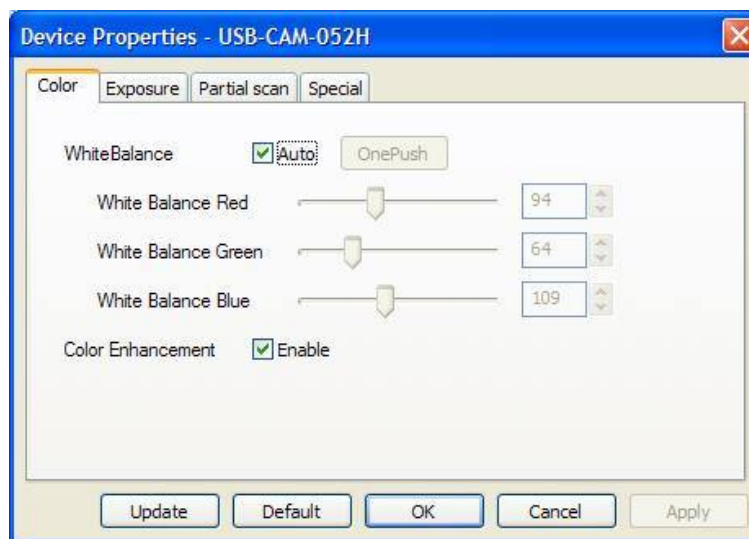 Device Properties - USB-CAM-052H
Color Exposure Partial scan Special
WhiteBalance Auto OnePush
White Balance Red 94
White Balance Green 64
White Balance Blue 109
Color Enhancement Enable
Update Default OK Cancel Apply